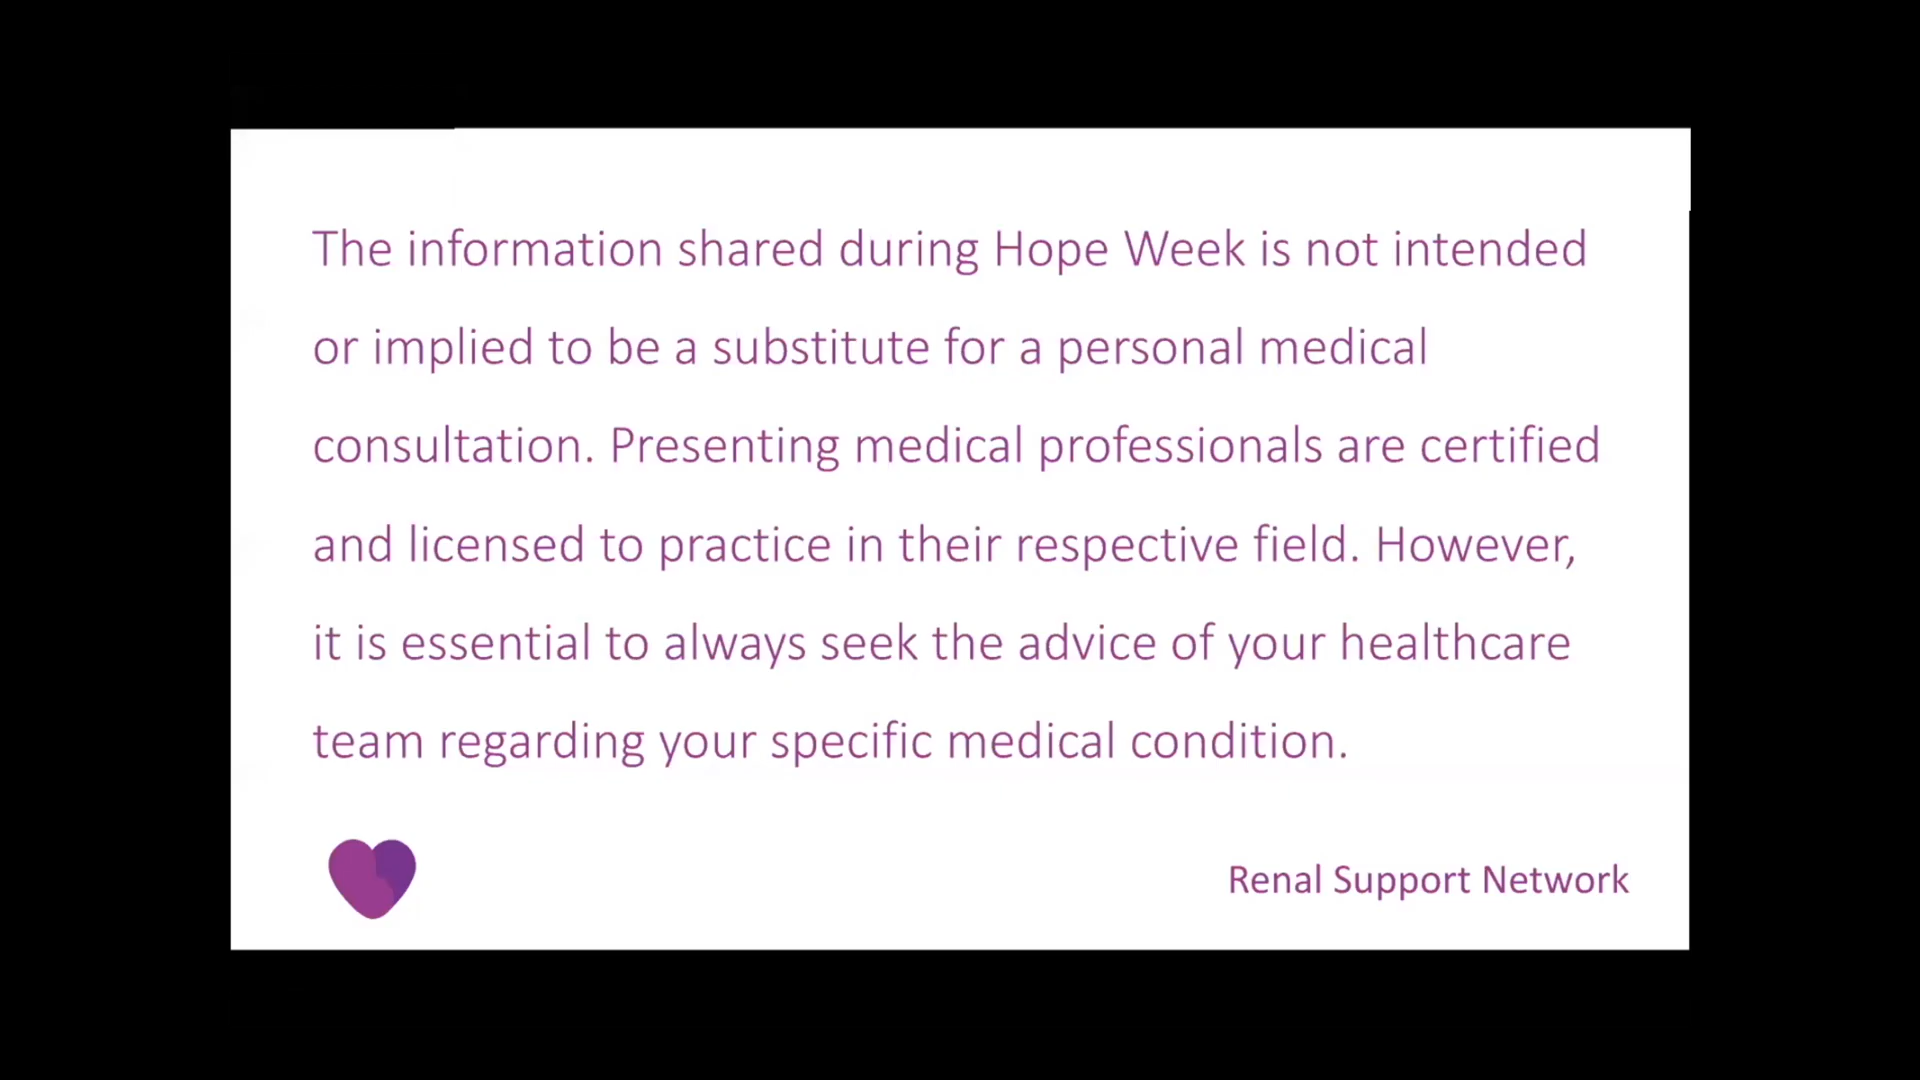 The information shared during Hope Week is not intended
or implied to be a substitute for a personal medical
consultation. Presenting medical professionals are certified
and licensed to practice in their respective field. However,
it is essential to always seek the advice of your healthcare
team regarding your specific medical condition.
Renal Support Network